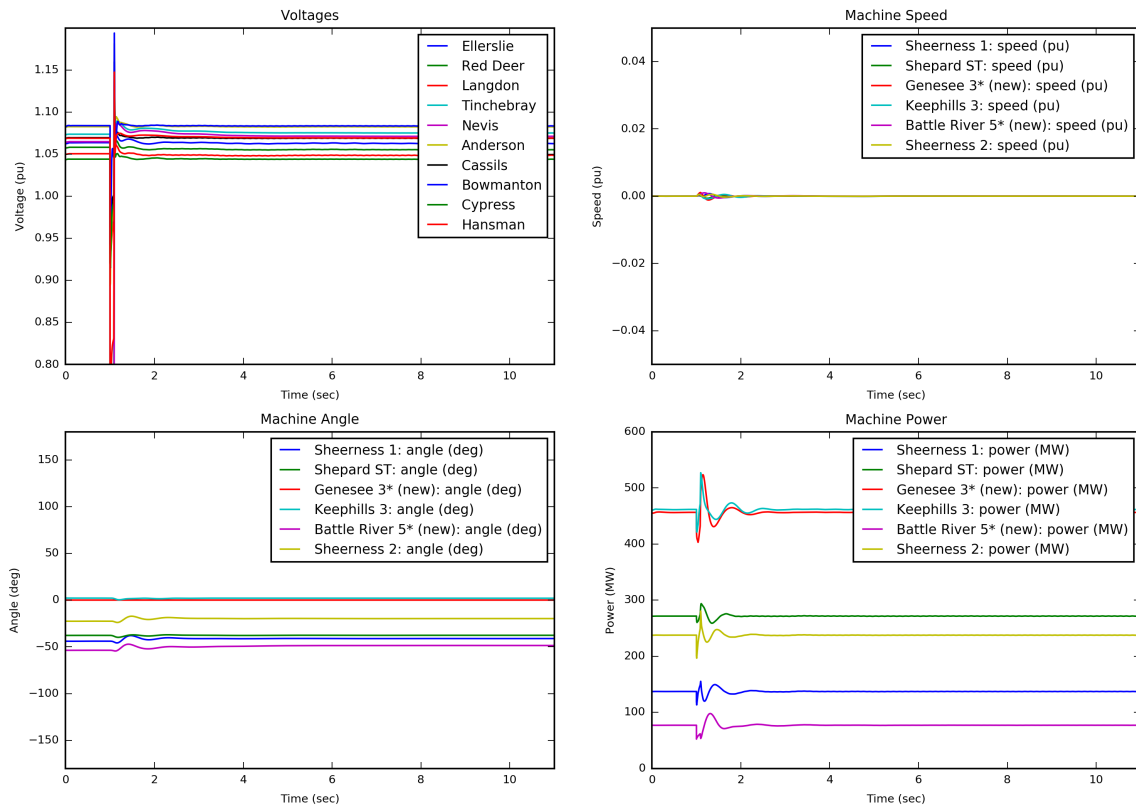 Voltages
1.15
1.10
1.05
1.00
0.95
0.90
0.85
0.80
Voltage (pu)
0 2 4 6 8 10
Time (sec)
Ellerslie
Red Deer
Langdon
Tinchebray
Nevis
Anderson
Cassils
Bowmanton
Cypress
Hansman
Machine Speed
0.04
0.02
0.00
−0.02
−0.04
Speed (pu)
0 2 4 6 8 10
Time (sec)
Sheerness 1: speed (pu)
Shepard ST: speed (pu)
Genesee 3* (new): speed (pu)
Keephills 3: speed (pu)
Battle River 5* (new): speed (pu)
Sheerness 2: speed (pu)
Machine Angle
150
100
50
0
−50
−100
−150
Angle (deg)
0 2 4 6 8 10
Time (sec)
Sheerness 1: angle (deg)
Shepard ST: angle (deg)
Genesee 3* (new): angle (deg)
Keephills 3: angle (deg)
Battle River 5* (new): angle (deg)
Sheerness 2: angle (deg)
Machine Power
600
500
400
300
200
100
0
Power (MW)
0 2 4 6 8 10
Time (sec)
Sheerness 1: power (MW)
Shepard ST: power (MW)
Genesee 3* (new): power (MW)
Keephills 3: power (MW)
Battle River 5* (new): power (MW)
Sheerness 2: power (MW)